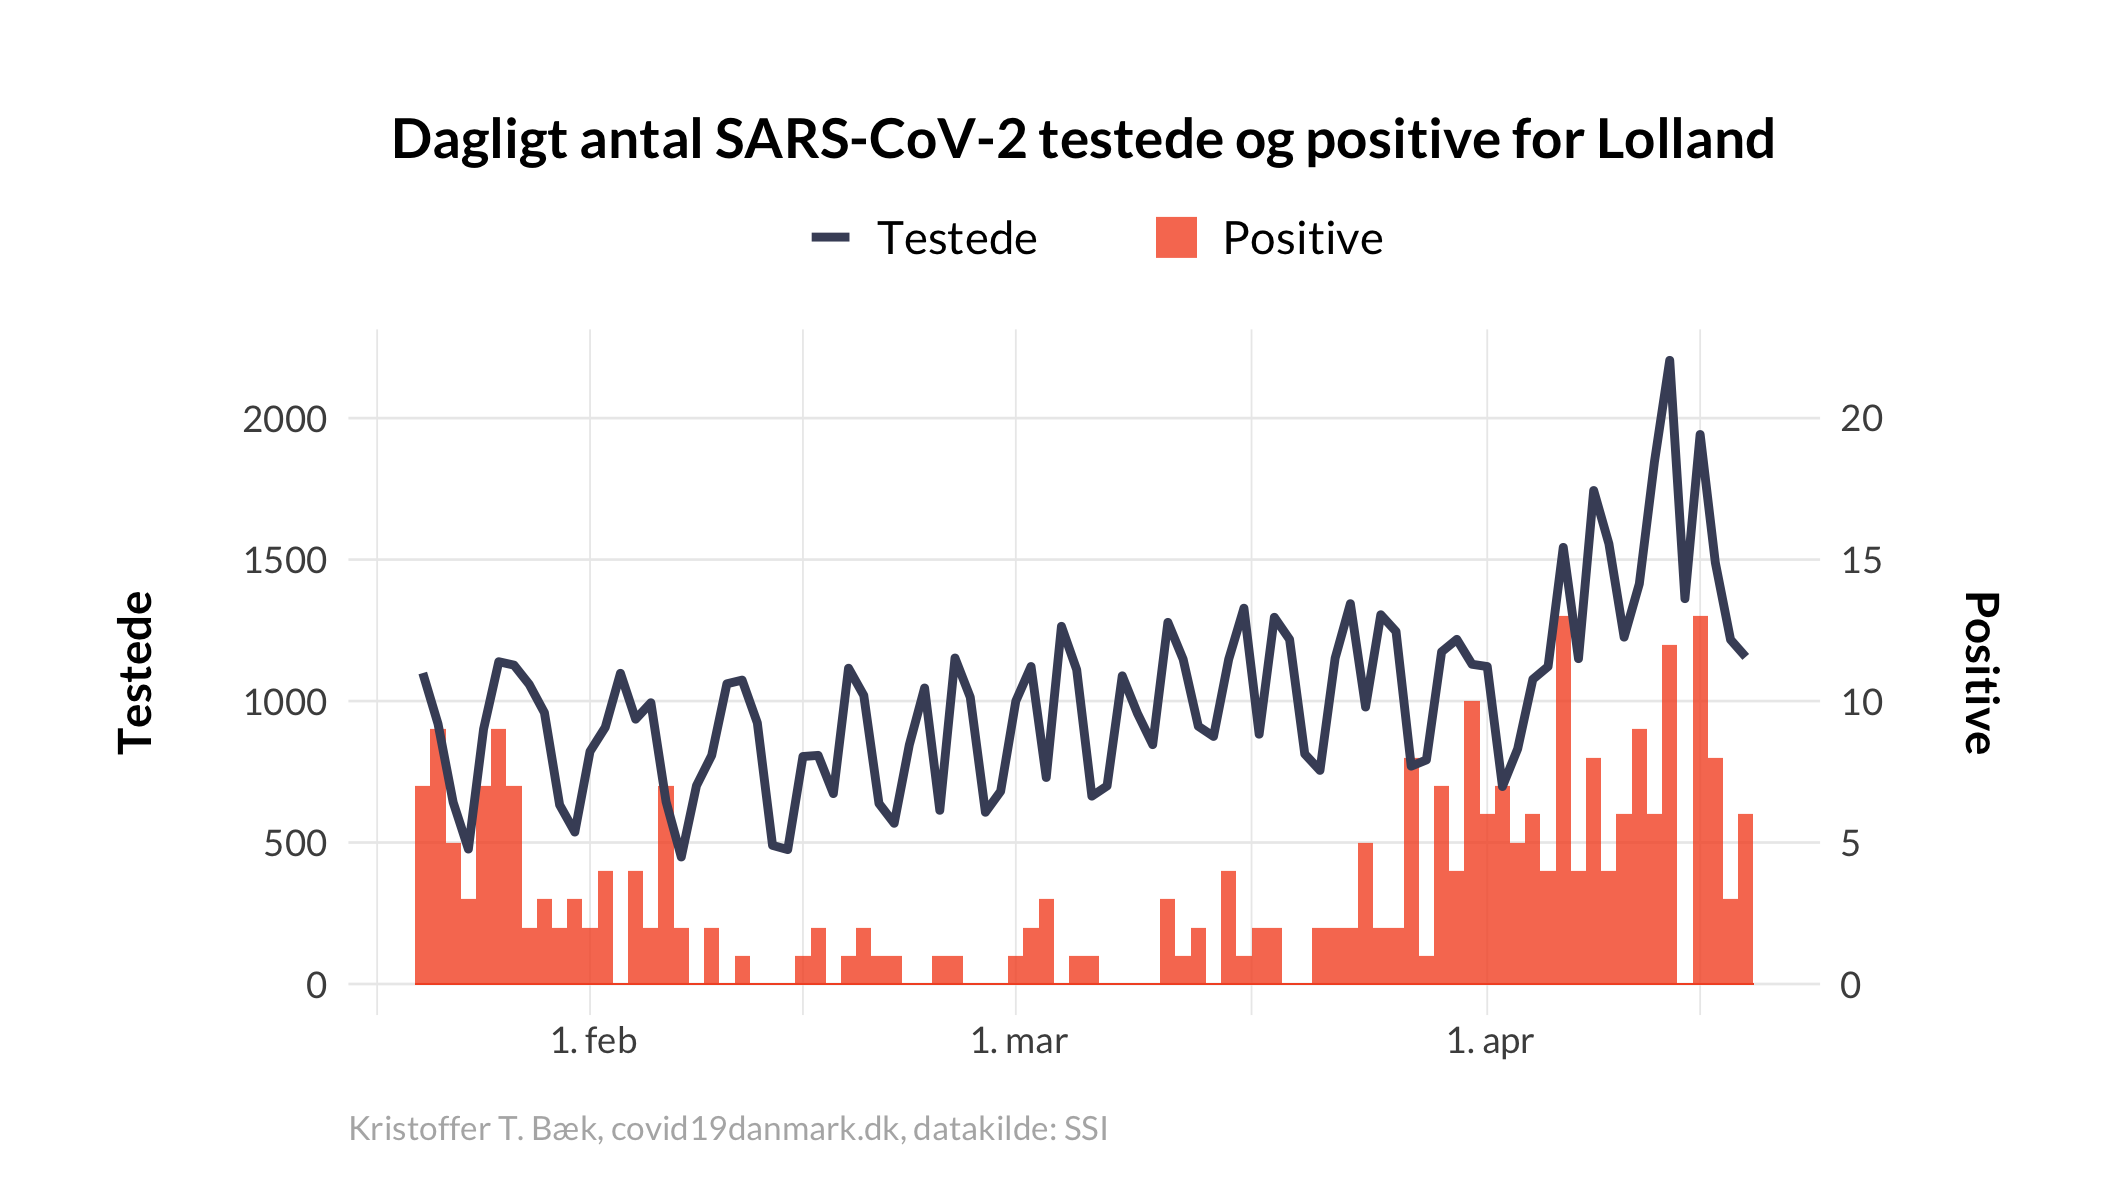 Dagligt antal SARS-CoV-2 testede og positive for Lolland
Testede Positive
2000 20
1500 15
1000 10
500 5
0 0
Testede
Positive
1. feb 1. mar 1. apr
Kristoffer T. Bæk, covid19danmark.dk, datakilde: SSI